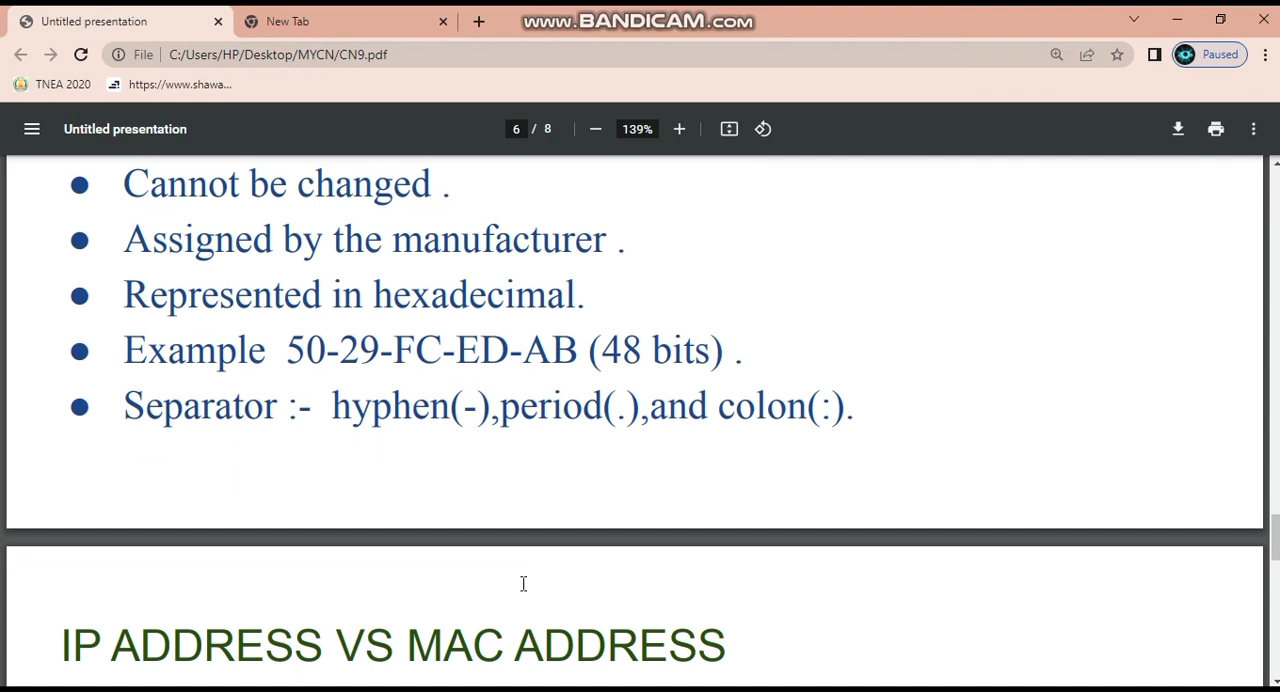 Untitled presentation
New Tab
www.BANDICAM.com
File
C:/Users/HP/Desktop/MYCN/CN9.pdf
Paused
TNEA 2020
https://www.shawa...
Untitled presentation
6 / 8
139%
● Cannot be changed .
● Assigned by the manufacturer .
● Represented in hexadecimal.
● Example 50-29-FC-ED-AB (48 bits) .
● Separator :- hyphen(-),period(.),and colon(:).
IP ADDRESS VS MAC ADDRESS